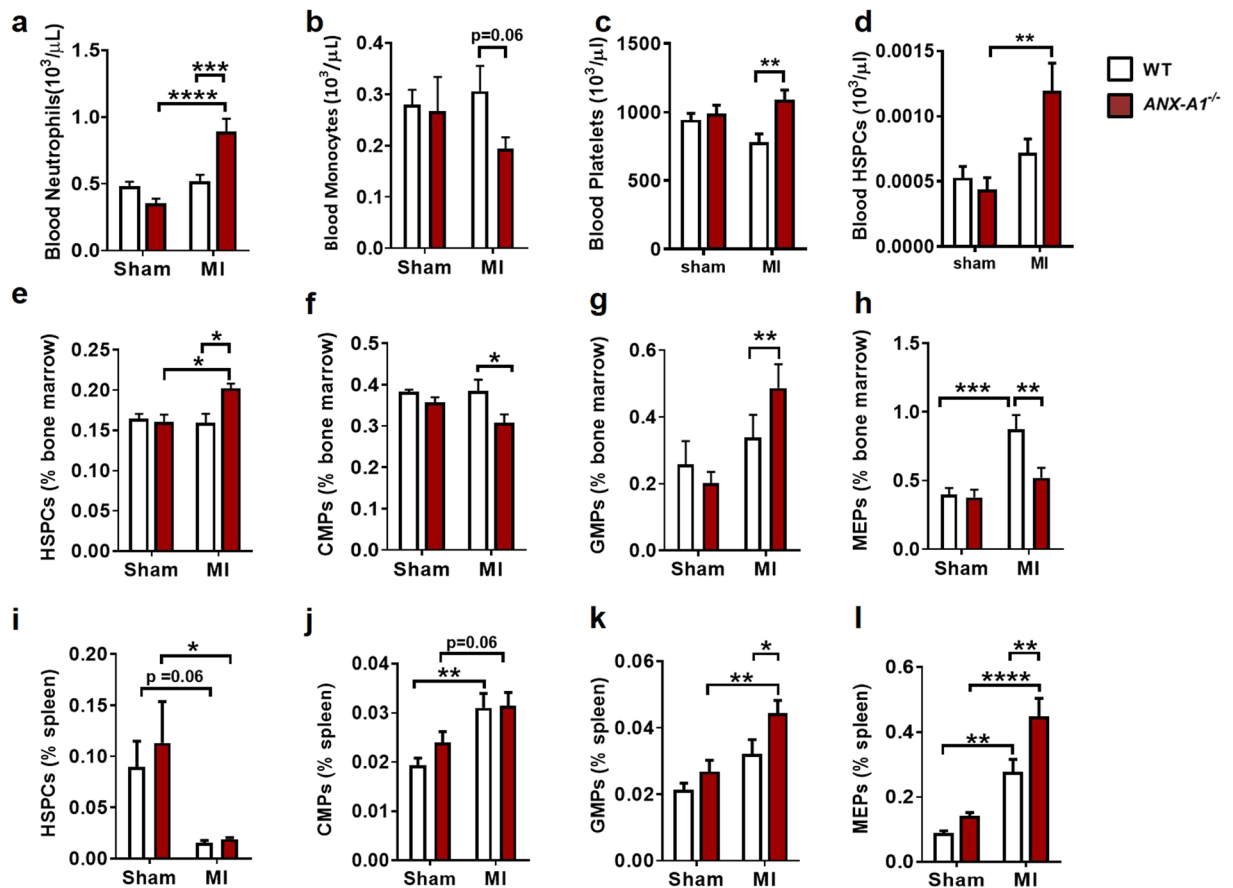 a
Blood Neutrophils(10³/μL)
1.5
1.0
0.5
0.0
***
****
Sham MI
b
Blood Monocytes (10³/μL)
0.4
0.3
0.2
0.1
0.0
p=0.06
Sham MI
c
Blood Platelets (10³/μl)
1500
1000
500
0
**
sham MI
d
Blood HSPCs (10³/μl)
0.0015
0.0010
0.0005
0.0000
**
sham MI
WT
ANX-A1⁻/⁻
e
HSPCs (% bone marrow)
0.25
0.20
0.15
0.10
0.05
0.00
*
*
Sham MI
f
CMPs (% bone marrow)
0.5
0.4
0.3
0.2
0.1
0.0
*
Sham MI
g
GMPs (% bone marrow)
0.6
0.4
0.2
0.0
**
Sham MI
h
MEPs (% bone marrow)
1.5
1.0
0.5
0.0
*** **
Sham MI
i
HSPCs (% spleen)
0.20
0.15
0.10
0.05
0.00
*
p =0.06
Sham MI
j
CMPs (% spleen)
0.04
0.03
0.02
0.01
0.00
p=0.06
**
Sham MI
k
GMPs (% spleen)
0.06
0.04
0.02
0.00
*
**
Sham MI
l
MEPs (% spleen)
0.6
0.4
0.2
0.0
**
****
**
Sham MI